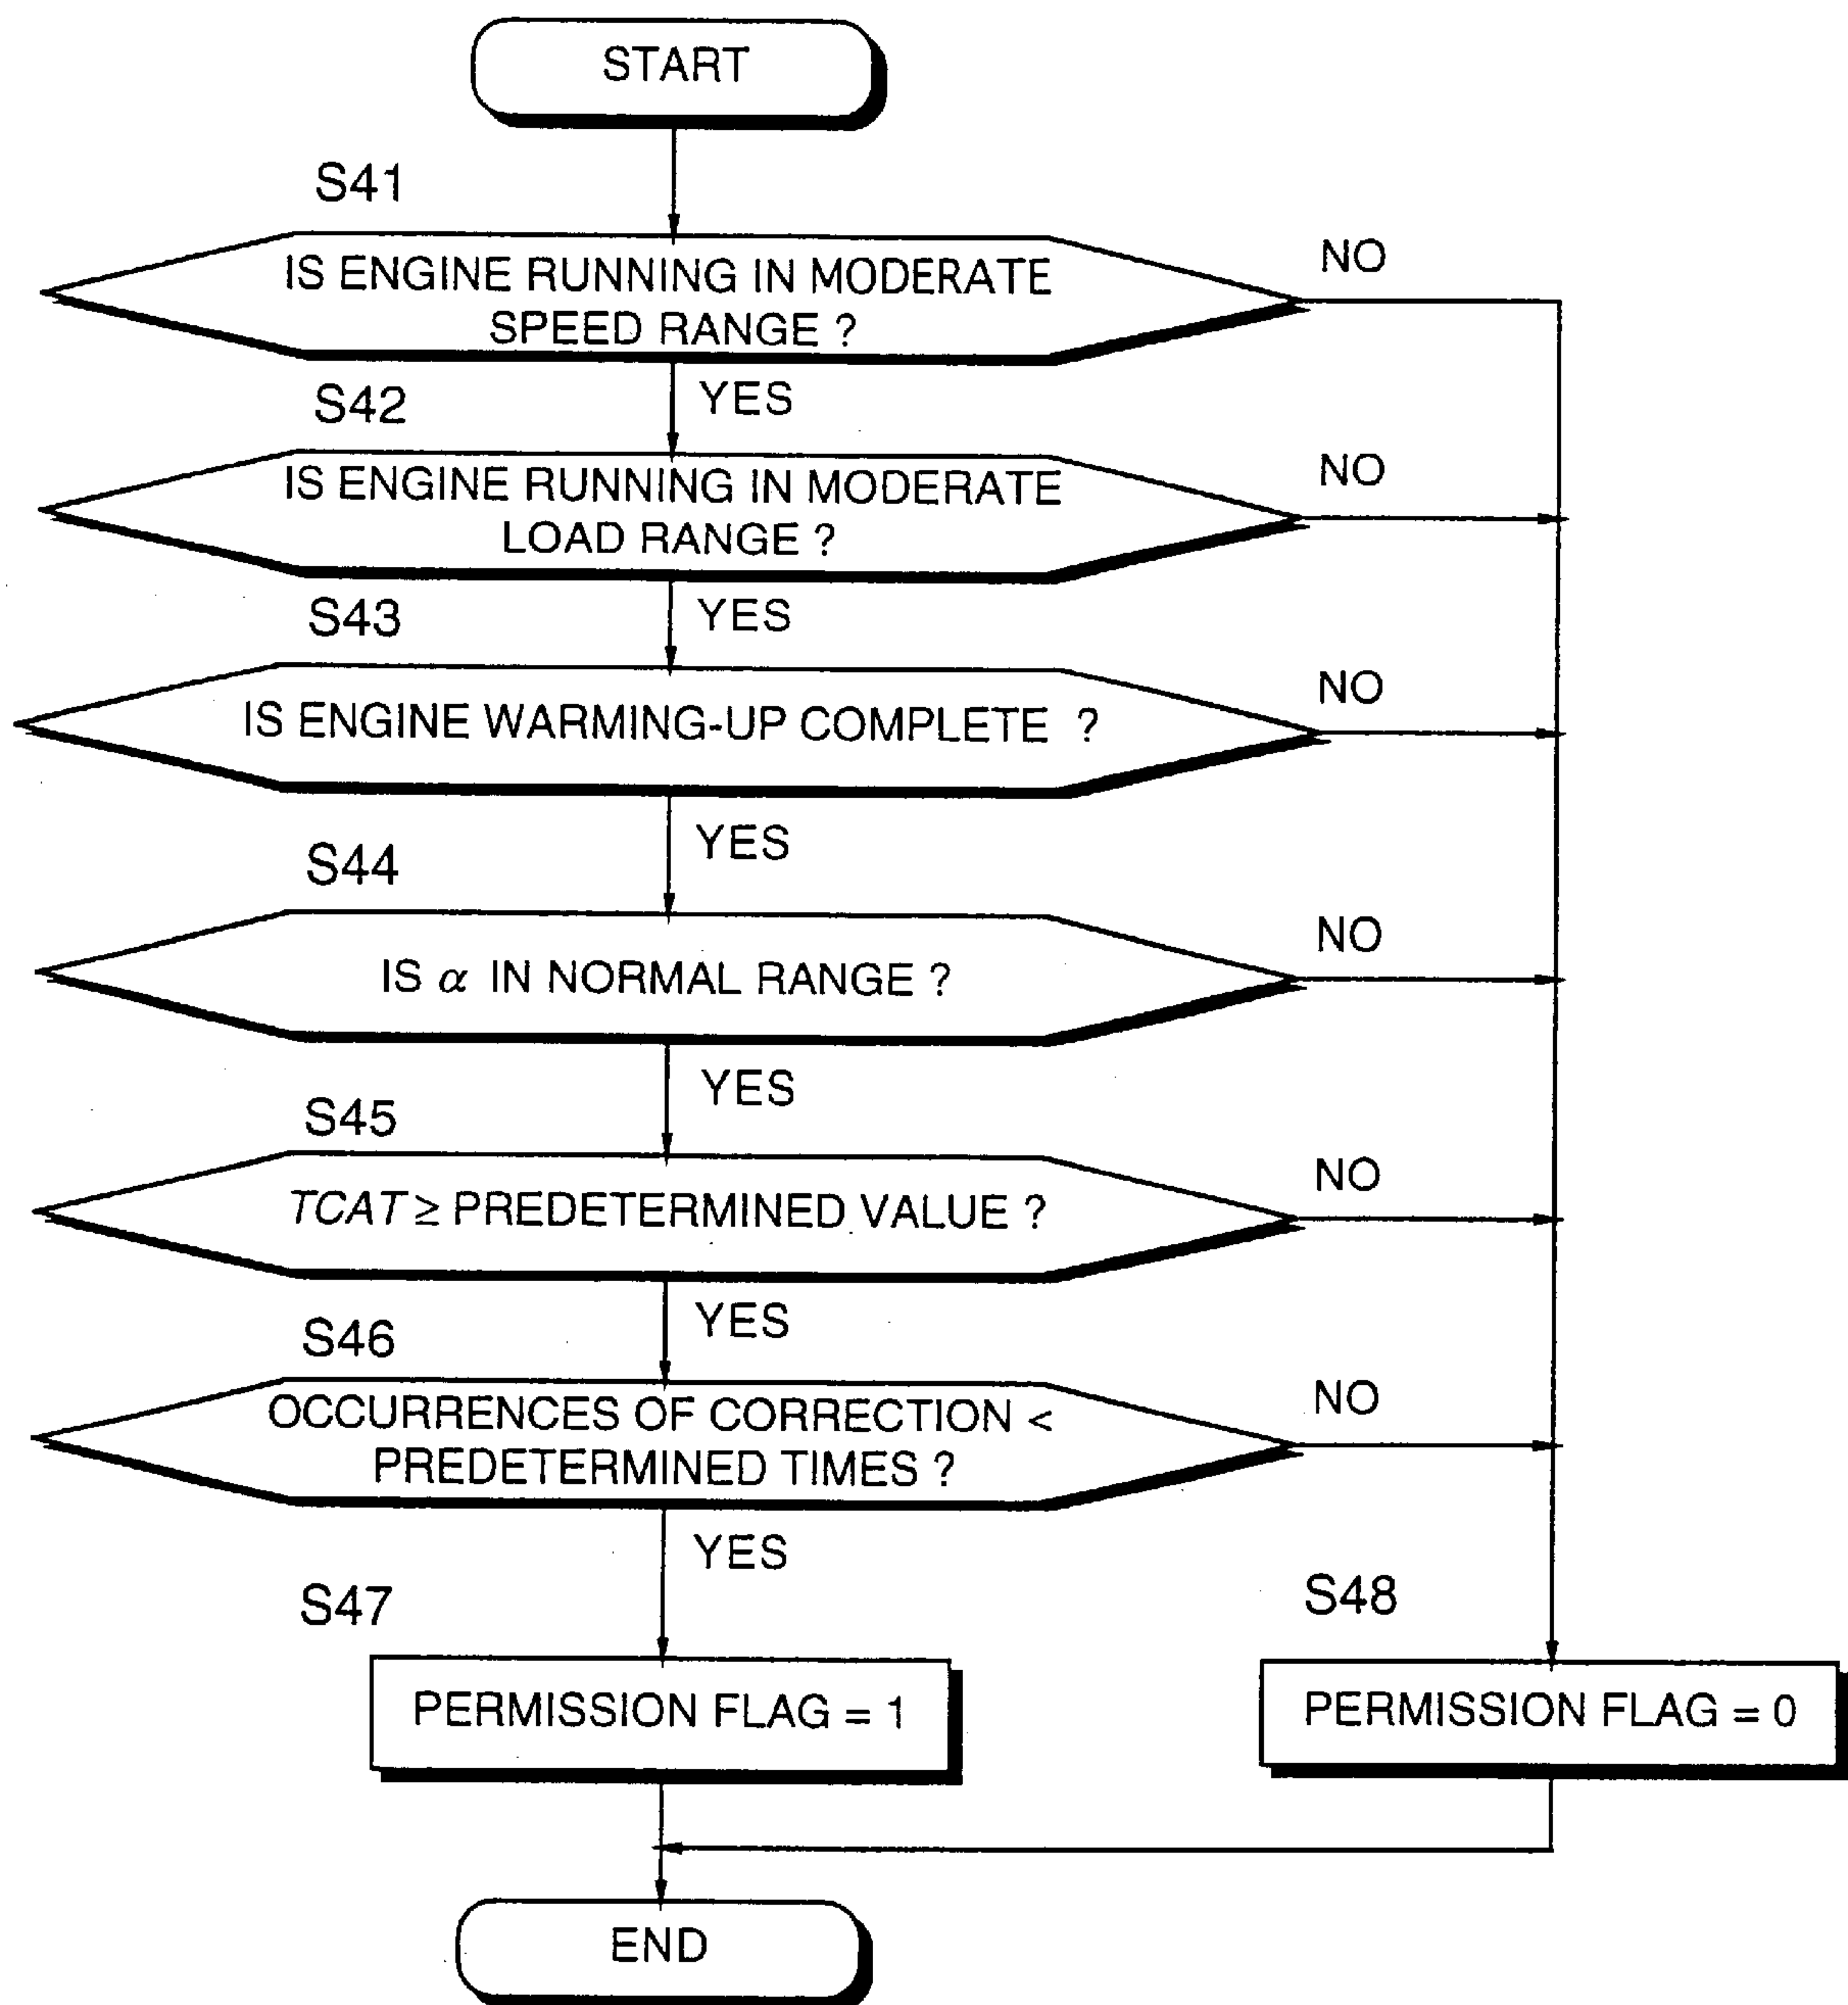 START
S41
IS ENGINE RUNNING IN MODERATE
SPEED RANGE ?
NO
YES
S42
IS ENGINE RUNNING IN MODERATE
LOAD RANGE ?
NO
YES
S43
IS ENGINE WARMING-UP COMPLETE ?
NO
YES
S44
IS α IN NORMAL RANGE ?
NO
YES
S45
TCAT ≥ PREDETERMINED VALUE ?
NO
YES
S46
OCCURRENCES OF CORRECTION <
PREDETERMINED TIMES ?
NO
YES
S47
PERMISSION FLAG = 1
S48
PERMISSION FLAG = 0
END